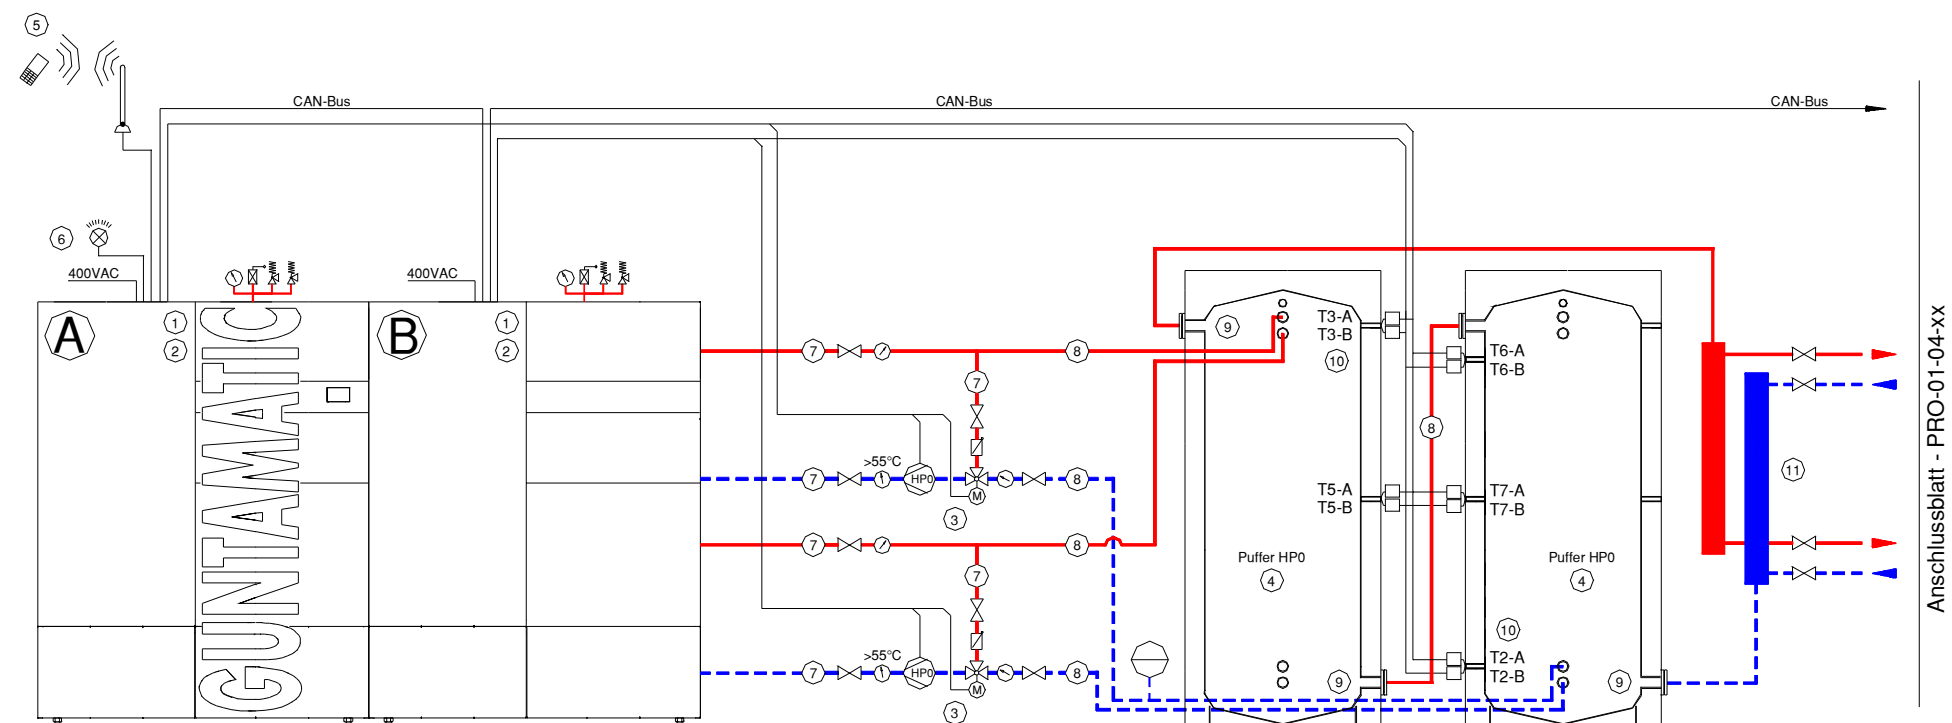 5
CAN-Bus
CAN-Bus
CAN-Bus
6
400VAC
400VAC
A
1
2
GUNTAMATIC
B
1
2
7
8
7
>55°C
7
HP0
8
M
3
7
8
7
>55°C
7
HP0
8
M
3
9
T3-A
T3-B
10
T5-A
T5-B
Puffer HP0
4
9
8
T6-A
T6-B
T7-A
T7-B
Puffer HP0
4
10
T2-A
T2-B
9
11
Anschlussblatt - PRO-01-04-xx